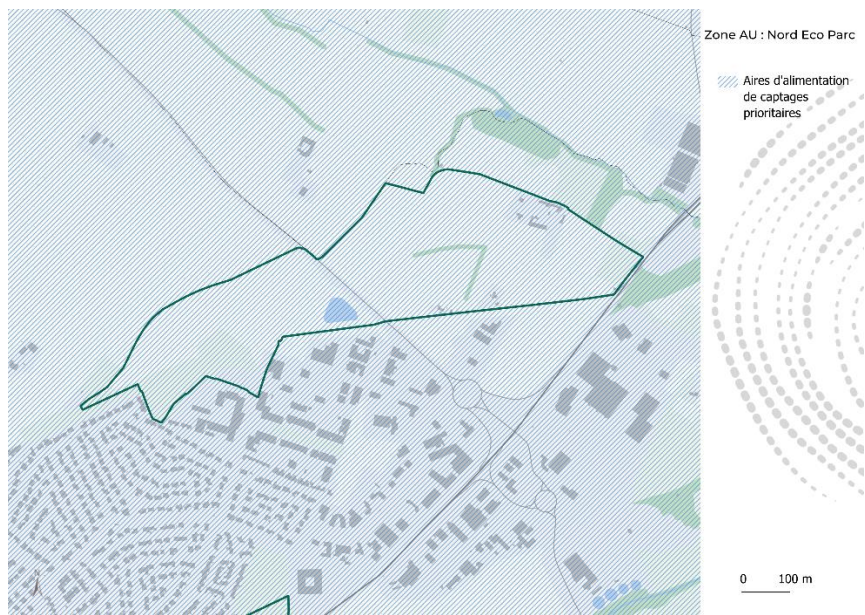 Zone AU : Nord Eco Parc
Aires d'alimentation
de captages
prioritaires
0 100 m